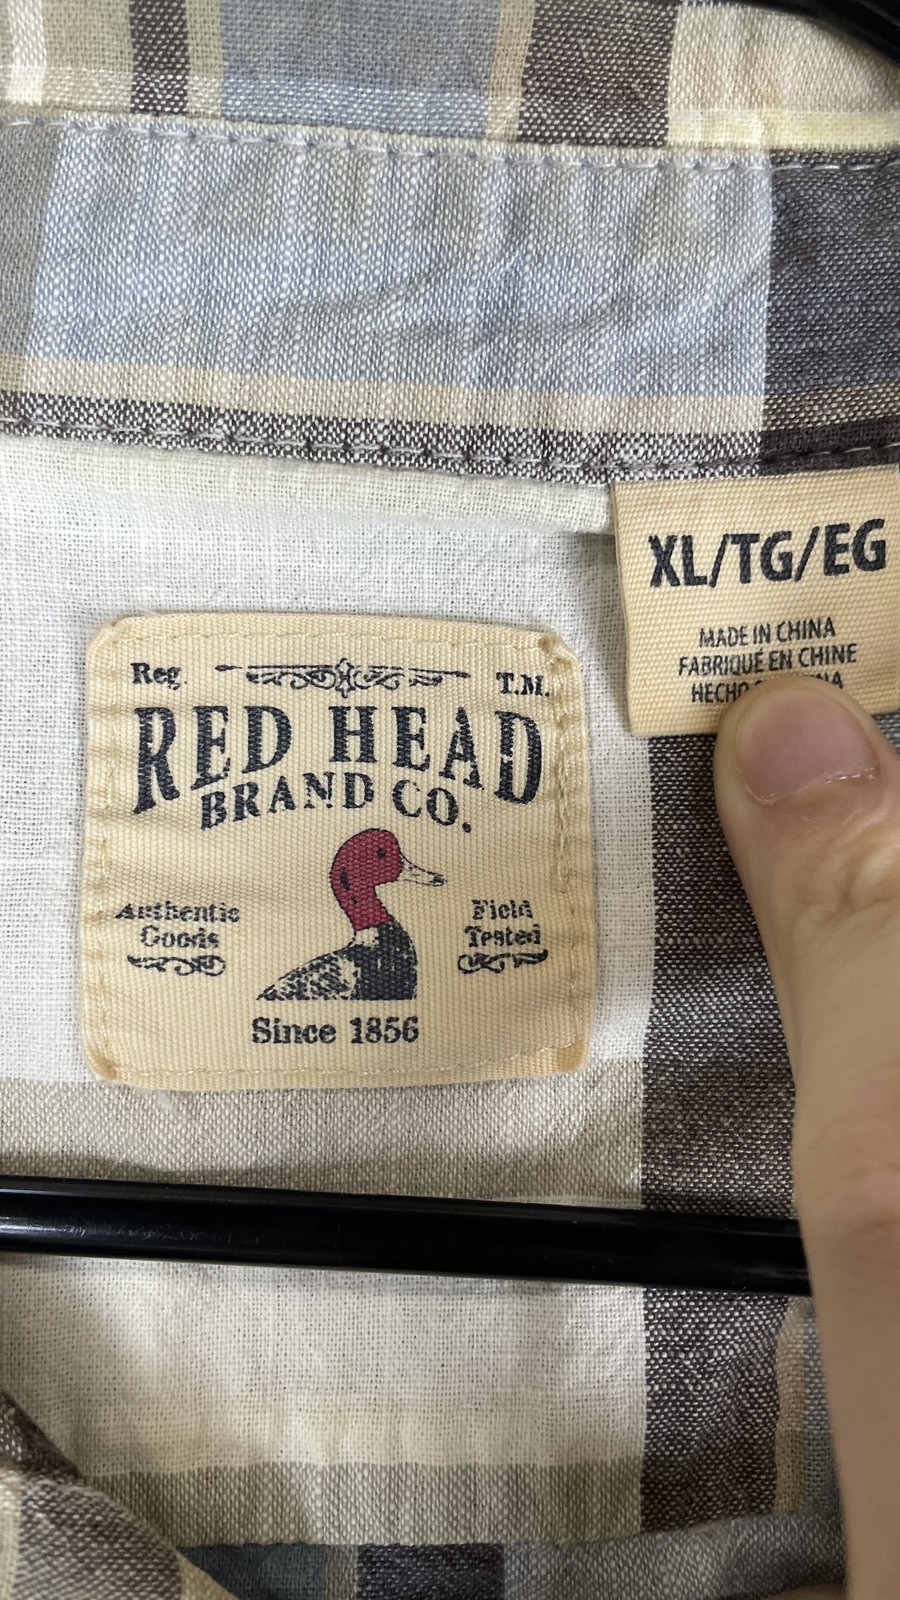 XL/TG/EG
MADE IN CHINA
FABRIQUÉ EN CHINE
HECHO
Reg. T.M.
RED HEAD
BRAND CO.
Authentic
Goods
Field
Tested
Since 1856